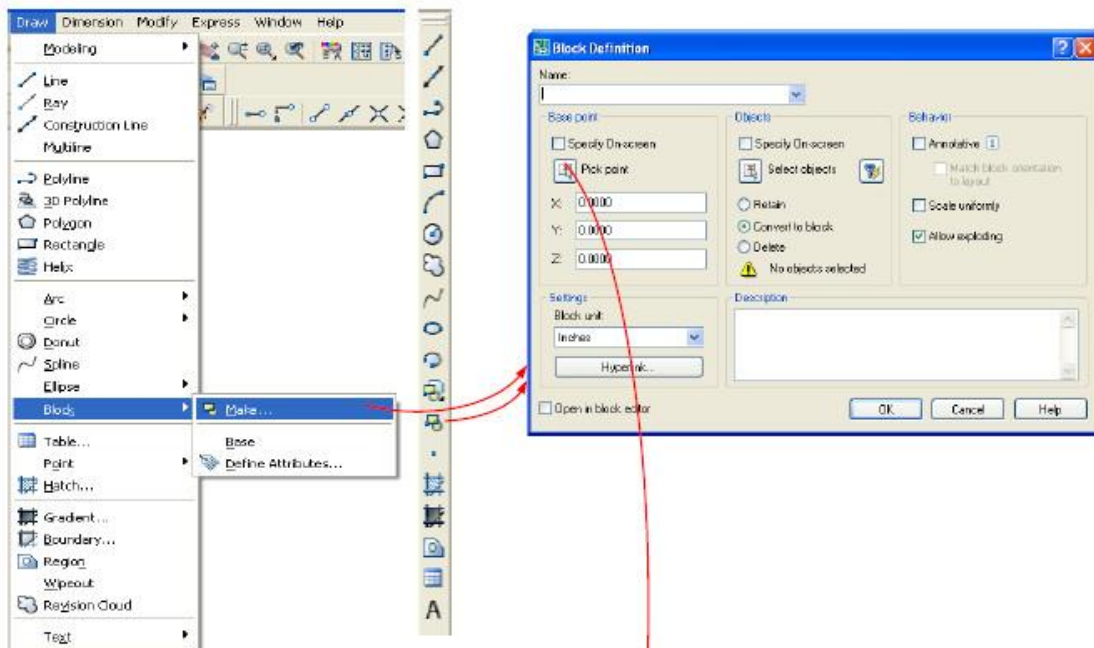 Draw Dimension Modify Express Window Help
Modeling
Line
Ray
Construction Line
Multiline
Polyline
3D Polyline
Polygon
Rectangle
Helix
Arc
Circle
Donut
Spline
Ellipse
Block
Table...
Point
Hatch...
Gradient...
Boundary...
Region
Wipeout
Revision Cloud
Text
Make...
Base
Define Attributes...
A
Block Definition
Name:
Base point
Specify On-screen
Pick point
X: 0.0000
Y: 0.0000
Z: 0.0000
Objects
Specify On-screen
Select objects
Retain
Convert to block
Delete
No objects selected
Behavior
Annotative
Match block orientation
to layout
Scale uniformly
Allow exploding
Settings
Block unit:
Inches
Hyperlink...
Description
Open in block editor
OK Cancel Help